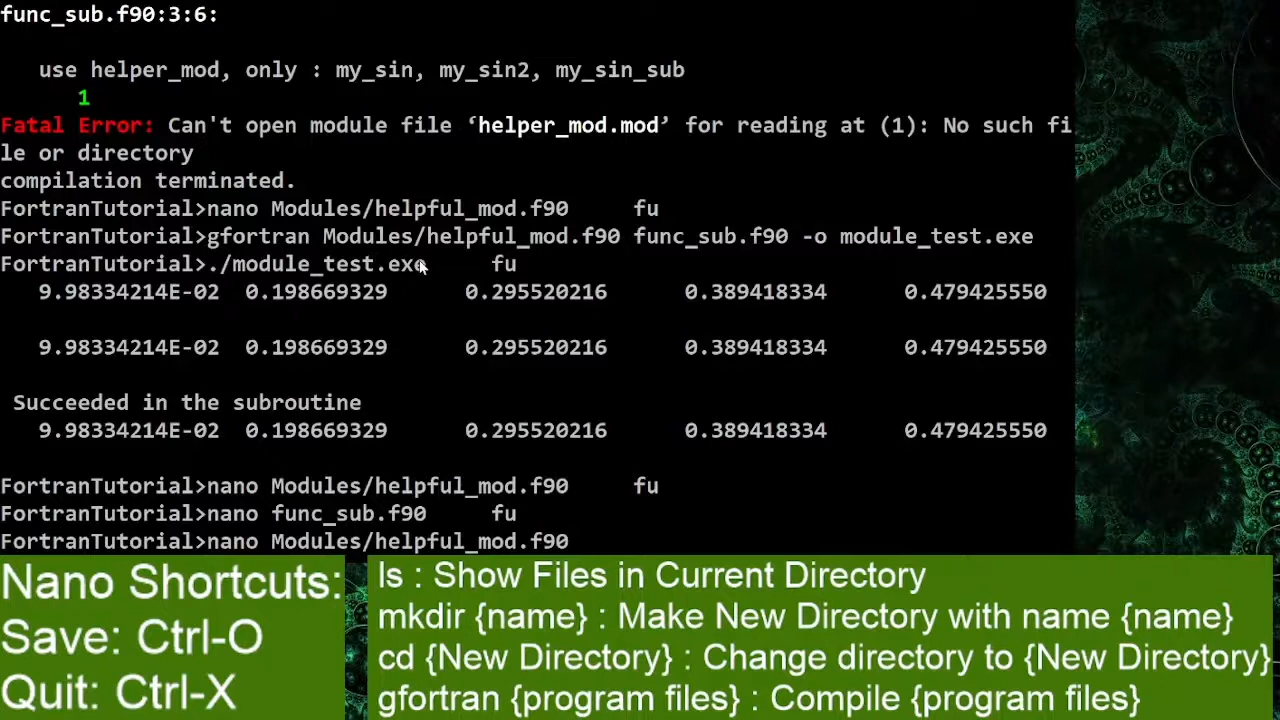 func_sub.f90:3:6:
use helper_mod, only : my_sin, my_sin2, my_sin_sub
1
Fatal Error: Can't open module file ‘helper_mod.mod’ for reading at (1): No such fi
le or directory
compilation terminated.
FortranTutorial>nano Modules/helpful_mod.f90 fu
FortranTutorial>gfortran Modules/helpful_mod.f90 func_sub.f90 -o module_test.exe
FortranTutorial>./module_test.exe fu
9.98334214E-02 0.198669329 0.295520216 0.389418334 0.479425550
9.98334214E-02 0.198669329 0.295520216 0.389418334 0.479425550
Succeeded in the subroutine
9.98334214E-02 0.198669329 0.295520216 0.389418334 0.479425550
FortranTutorial>nano Modules/helpful_mod.f90 fu
FortranTutorial>nano func_sub.f90 fu
FortranTutorial>nano Modules/helpful_mod.f90
Nano Shortcuts:
Save: Ctrl-O
Quit: Ctrl-X
ls : Show Files in Current Directory
mkdir {name} : Make New Directory with name {name}
cd {New Directory} : Change directory to {New Directory}
gfortran {program files} : Compile {program files}